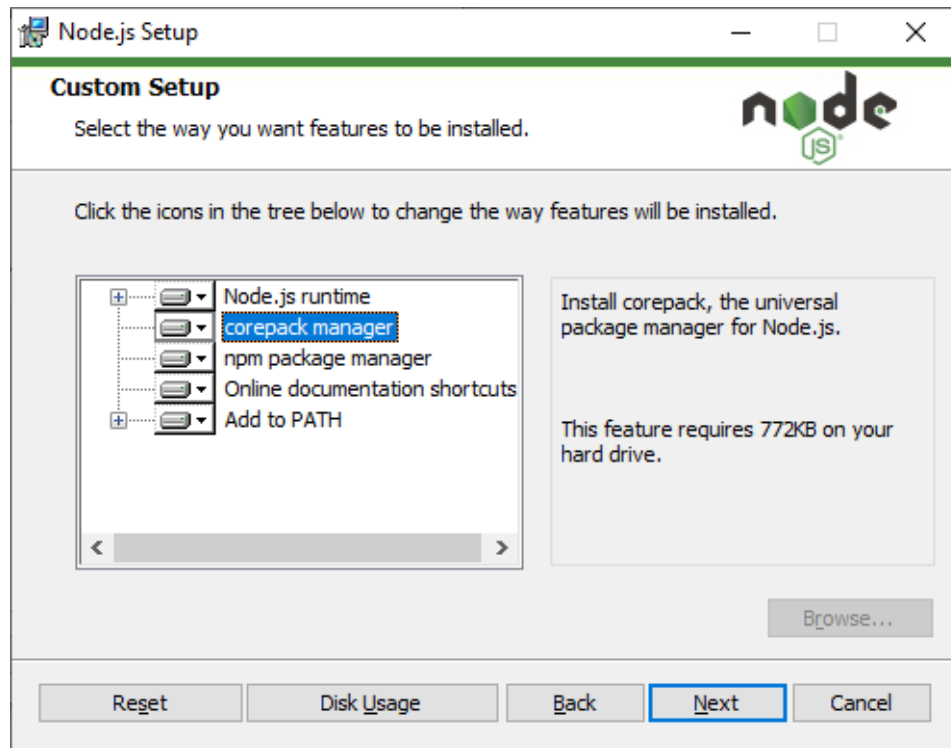 Node.js Setup
Custom Setup
Select the way you want features to be installed.
node
JS
Click the icons in the tree below to change the way features will be installed.
Node.js runtime
corepack manager
npm package manager
Online documentation shortcuts
Add to PATH
Install corepack, the universal
package manager for Node.js.
This feature requires 772KB on your
hard drive.
Browse...
Reset
Disk Usage
Back
Next
Cancel